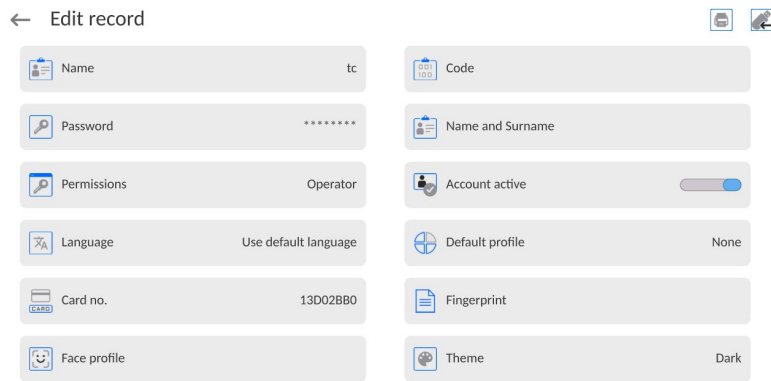 Edit record
Name tc
Code
Password ********
Name and Surname
Permissions Operator
Account active
Language Use default language
Default profile None
CARD Card no. 13D02BB0
Fingerprint
Face profile
Theme Dark